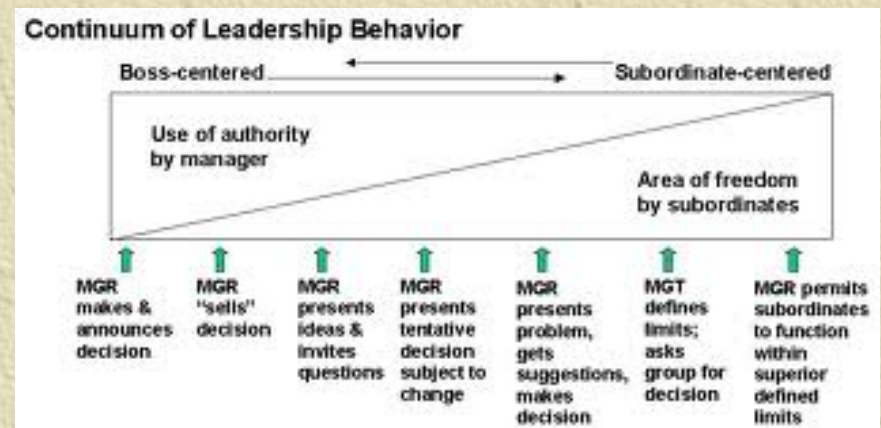 Continuum of Leadership Behavior
Boss-centered
Subordinate-centered
Use of authority
by manager
Area of freedom
by subordinates
MGR
makes &
announces
decision
MGR
"sells"
decision
MGR
presents
ideas &
invites
questions
MGR
presents
tentative
decision
subject to
change
MGR
presents
problem,
gets
suggestions,
makes
decision
MGT
defines
limits;
asks
group for
decision
MGR permits
subordinates
to function
within
superior
defined
limits